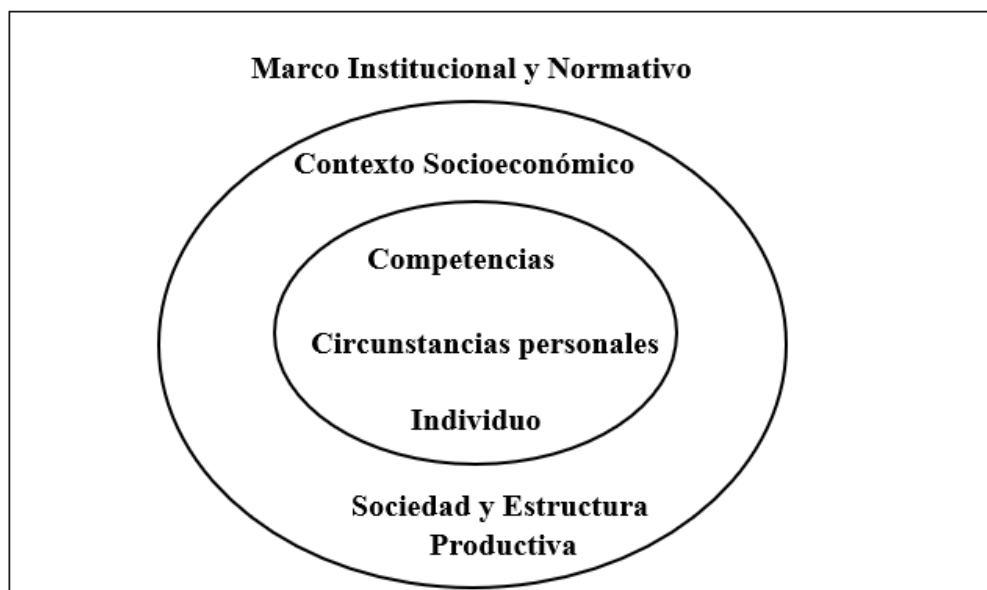 Marco Institucional y Normativo
Contexto Socioeconómico
Competencias
Circunstancias personales
Individuo
Sociedad y Estructura
Productiva